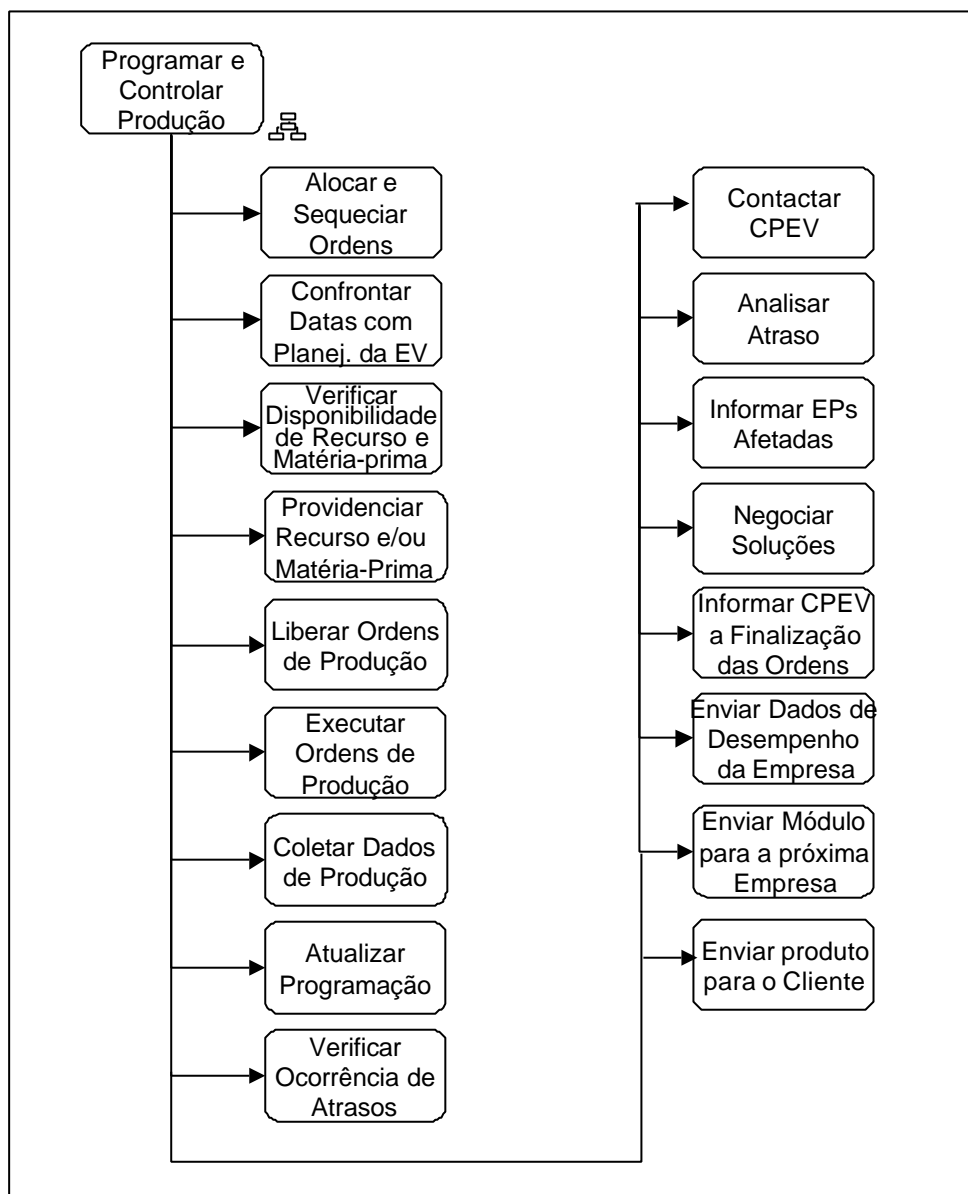 Programar e
Controlar
Produção
Alocar e
Sequeciar
Ordens
Confrontar
Datas com
Planej. da EV
Verificar
Disponibilidade
de Recurso e
Matéria-prima
Providenciar
Recurso e/ou
Matéria-Prima
Liberar Ordens
de Produção
Executar
Ordens de
Produção
Coletar Dados
de Produção
Atualizar
Programação
Verificar
Ocorrência de
Atrasos
Contactar
CPEV
Analisar
Atraso
Informar EPs
Afetadas
Negociar
Soluções
Informar CPEV
a Finalização
das Ordens
Enviar Dados de
Desempenho
da Empresa
Enviar Módulo
para a próxima
Empresa
Enviar produto
para o Cliente